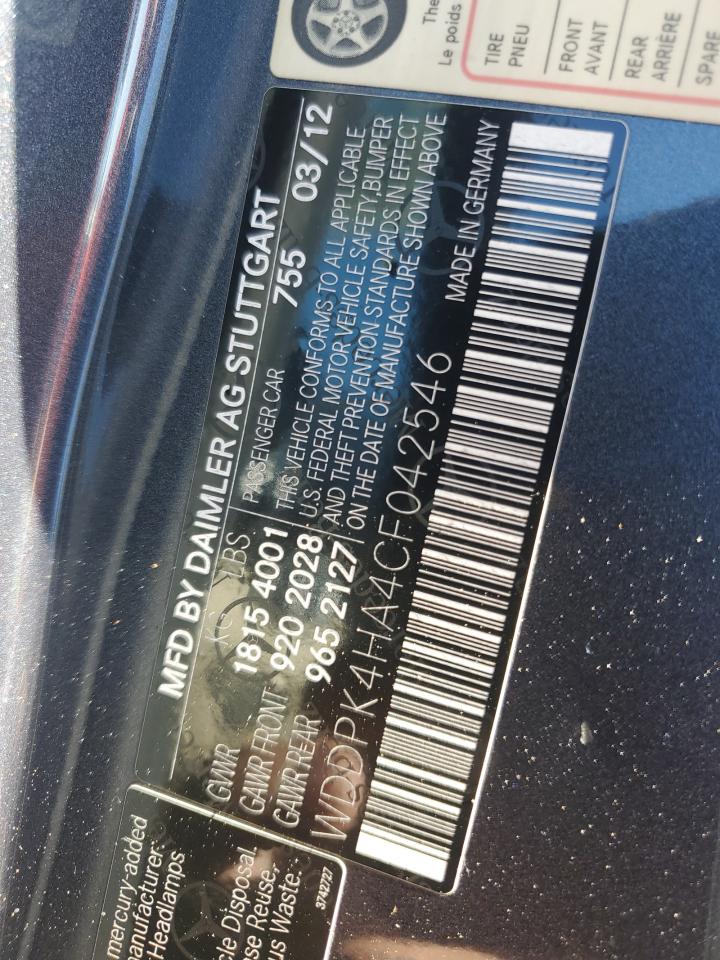 The
Le poids
TIRE
PNEU
FRONT
AVANT
REAR
ARRIÈRE
SPARE
MFD BY DAIMLER AG STUTTGART
KG LBS PASSENGER CAR 755 03/12
GVWR 1815 4001
GAWR FRONT 920 2028
GAWR REAR 965 2127
THIS VEHICLE CONFORMS TO ALL APPLICABLE
U.S. FEDERAL MOTOR VEHICLE SAFETY, BUMPER
AND THEFT PREVENTION STANDARDS IN EFFECT
ON THE DATE OF MANUFACTURE SHOWN ABOVE
WDDPK4HA4CF042546 MADE IN GERMANY
mercury-added
manufacturer:
Headlamps
cle Disposal.
se Reuse,
us Waste.
3742727